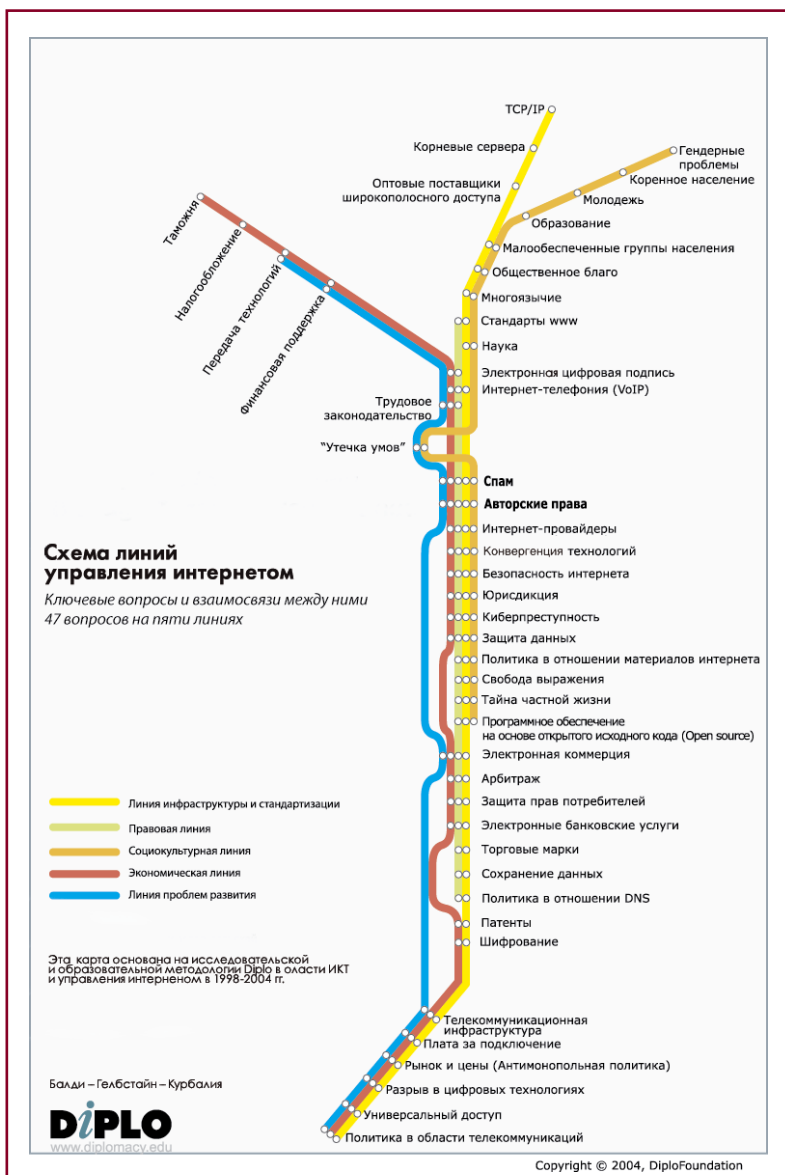 TCP/IP
Корневые сервера
Оптовые поставщики
широкополосного доступа
Гендерные
проблемы
Коренное население
Молодежь
Образование
Малообеспеченные группы населения
Общественное благо
Многоязычие
Стандарты www
Наука
Электронная цифровая подпись
Интернет-телефония (VoIP)
Таможня
Налогообложение
Передача технологий
Финансовая поддержка
Трудовое
законодательство
"Утечка умов"
Спам
Авторские права
Интернет-провайдеры
Конвергенция технологий
Безопасность интернета
Юрисдикция
Киберпреступность
Защита данных
Политика в отношении материалов интернета
Свобода выражения
Тайна частной жизни
Программное обеспечение
на основе открытого исходного кода (Open source)
Электронная коммерция
Арбитраж
Защита прав потребителей
Электронные банковские услуги
Торговые марки
Сохранение данных
Политика в отношении DNS
Патенты
Шифрование
Телекоммуникационная
инфраструктура
Плата за подключение
Рынок и цены (Антимонопольная политика)
Разрыв в цифровых технологиях
Универсальный доступ
Политика в области телекоммуникаций
Схема линий
управления интернетом
Ключевые вопросы и взаимосвязи между ними
47 вопросов на пяти линиях
Линия инфраструктуры и стандартизации
Правовая линия
Социокультурная линия
Экономическая линия
Линия проблем развития
Эта карта основана на исследовательской
и образовательной методологии Diplo в оласти ИКТ
и управления интерненом в 1998-2004 гг.
Балди – Гелбстайн – Курбалия
DiPLO
www.diplomacy.edu
Copyright © 2004, DiploFoundation